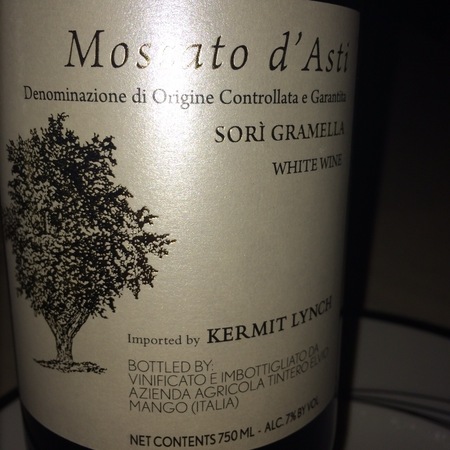 Moscato d'Asti
Denominazione di Origine Controllata e Garantita
SORÌ GRAMELLA
WHITE WINE
Imported by KERMIT LYNCH
BOTTLED BY:
VINIFICATO E IMBOTTIGLIATO DA
AZIENDA AGRICOLA TINTERO ELVIO
MANGO (ITALIA)
NET CONTENTS 750 ML - ALC. 7% BY VOL